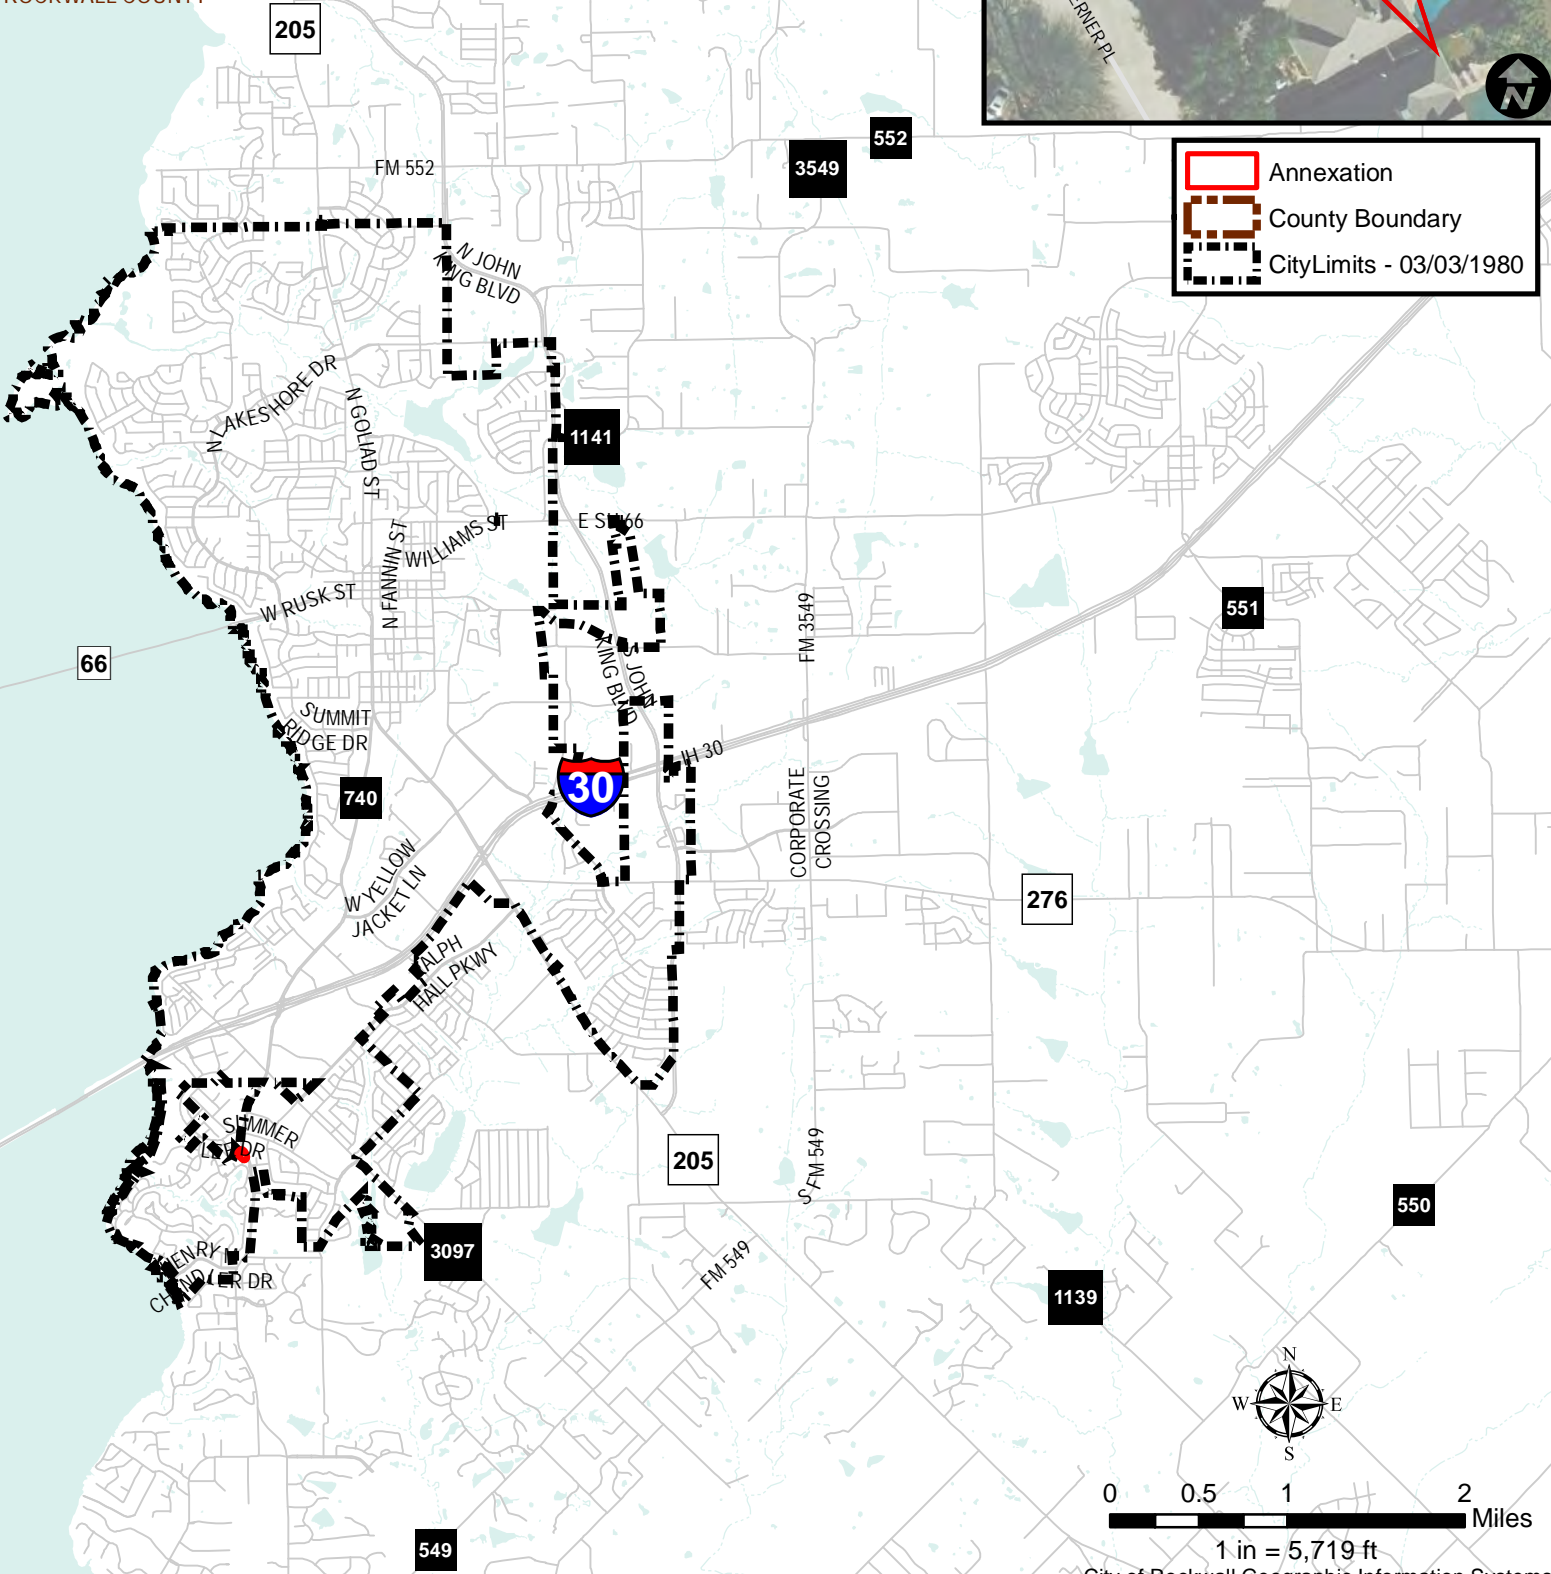 205
552
3549
FM 552
Annexation
County Boundary
CityLimits - 03/03/1980
N JOHN
KING BLVD
N LAKESHORE DR
N GOLIAD ST
1141
E SH 66
WILLIAMS ST
N FANNIN ST
W RUSK ST
FM 3549
551
66
S JOHN
KING BLVD
SUMMIT
RIDGE DR
IH 30
30
740
CORPORATE
CROSSING
W YELLOW
JACKET LN
276
RALPH
HALL PKWY
SUMMER
LEE DR
205
S FM 549
550
3097
HENRY M
CHANDLER DR
FM 549
1139
N
W E
S
0 0.5 1 2
Miles
1 in = 5,719 ft
549